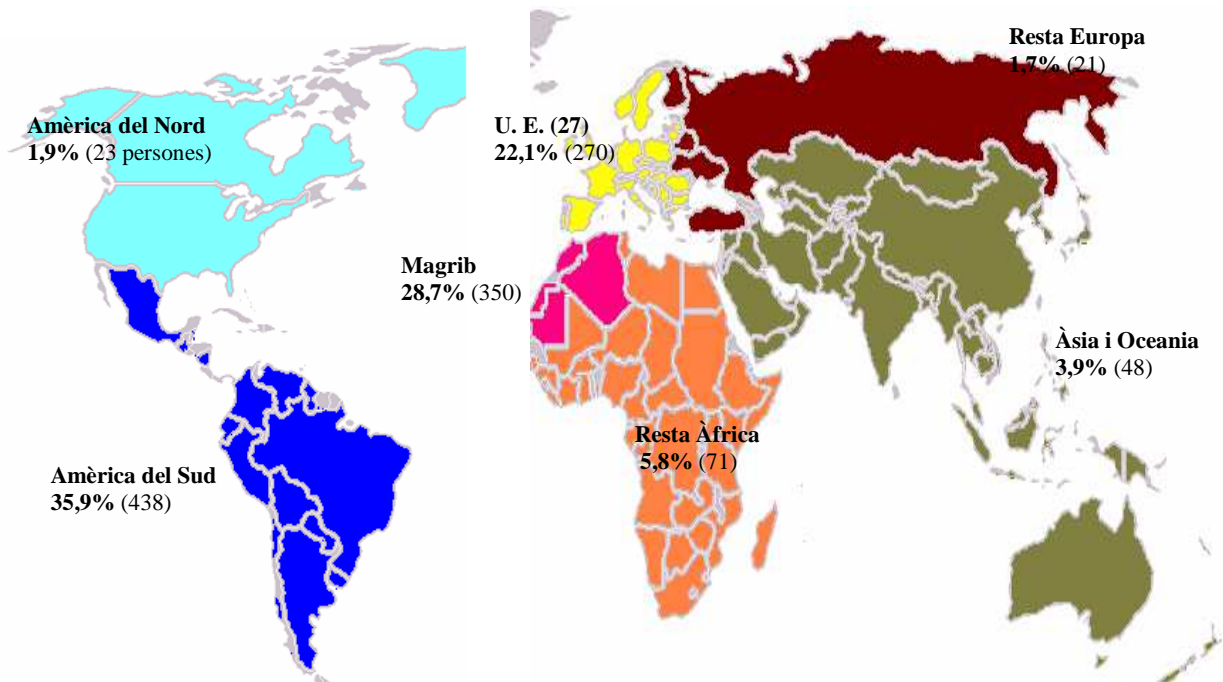 Resta Europa
1,7% (21)
Amèrica del Nord
1,9% (23 persones)
U. E. (27)
22,1% (270)
Magrib
28,7% (350)
Àsia i Oceania
3,9% (48)
Resta Àfrica
5,8% (71)
Amèrica del Sud
35,9% (438)